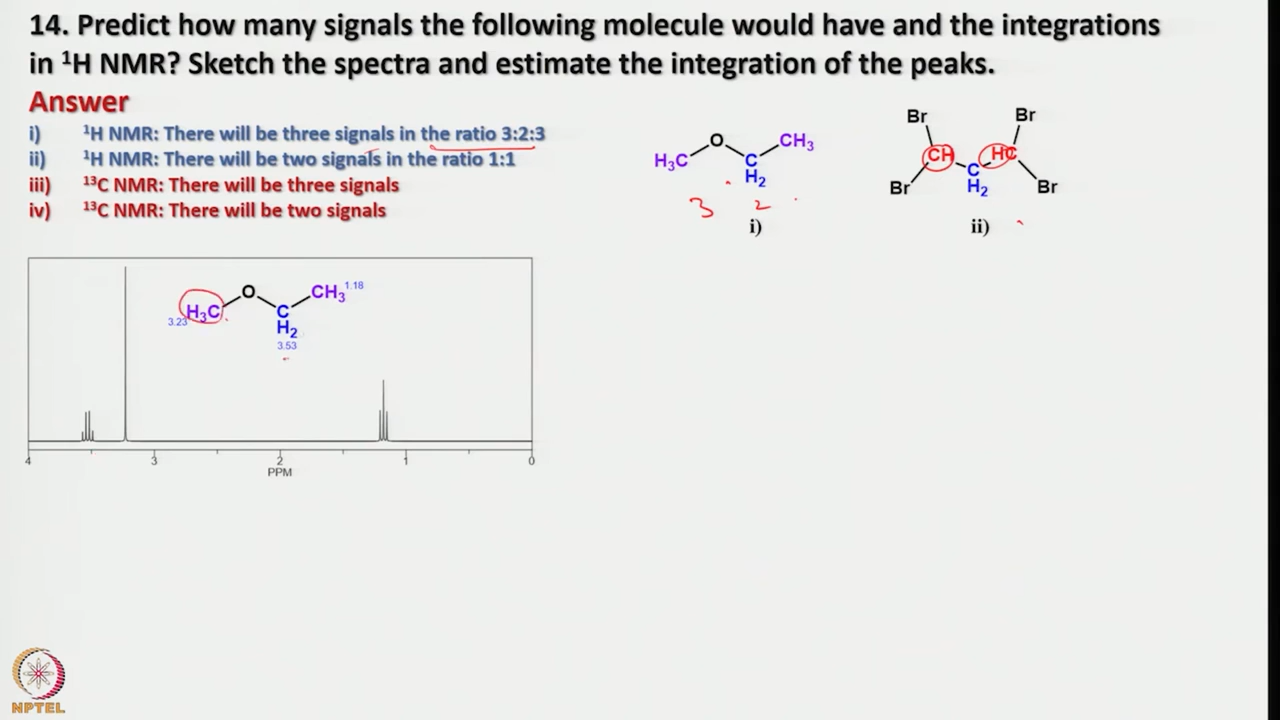 14. Predict how many signals the following molecule would have and the integrations
in ¹H NMR? Sketch the spectra and estimate the integration of the peaks.
Answer
i) ¹H NMR: There will be three signals in the ratio 3:2:3
ii) ¹H NMR: There will be two signals in the ratio 1:1
iii) ¹³C NMR: There will be three signals
iv) ¹³C NMR: There will be two signals
H₃C O C H₂ CH₃
3 2
i)
Br Br CH C H₂ HC Br Br
ii)
H₃C O C H₂ CH₃
3.23 3.53 1.18
4 3 2 1 0
PPM
NPTEL